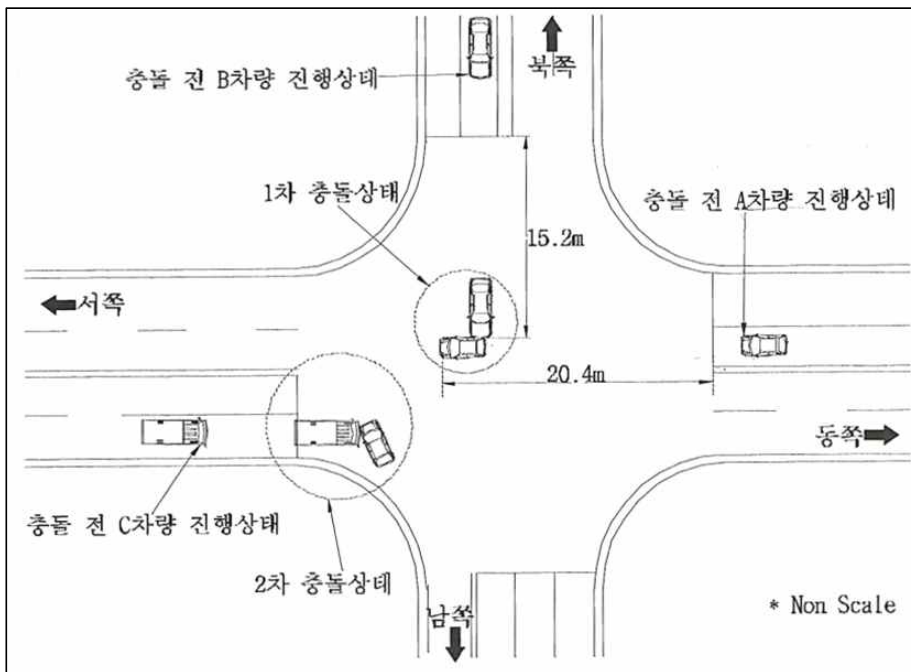 북쪽
충돌 전 B차량 진행상태
1차 충돌상태
충돌 전 A차량 진행상태
15.2m
서쪽
20.4m
동쪽
충돌 전 C차량 진행상태
2차 충돌상태
남쪽
* Non Scale